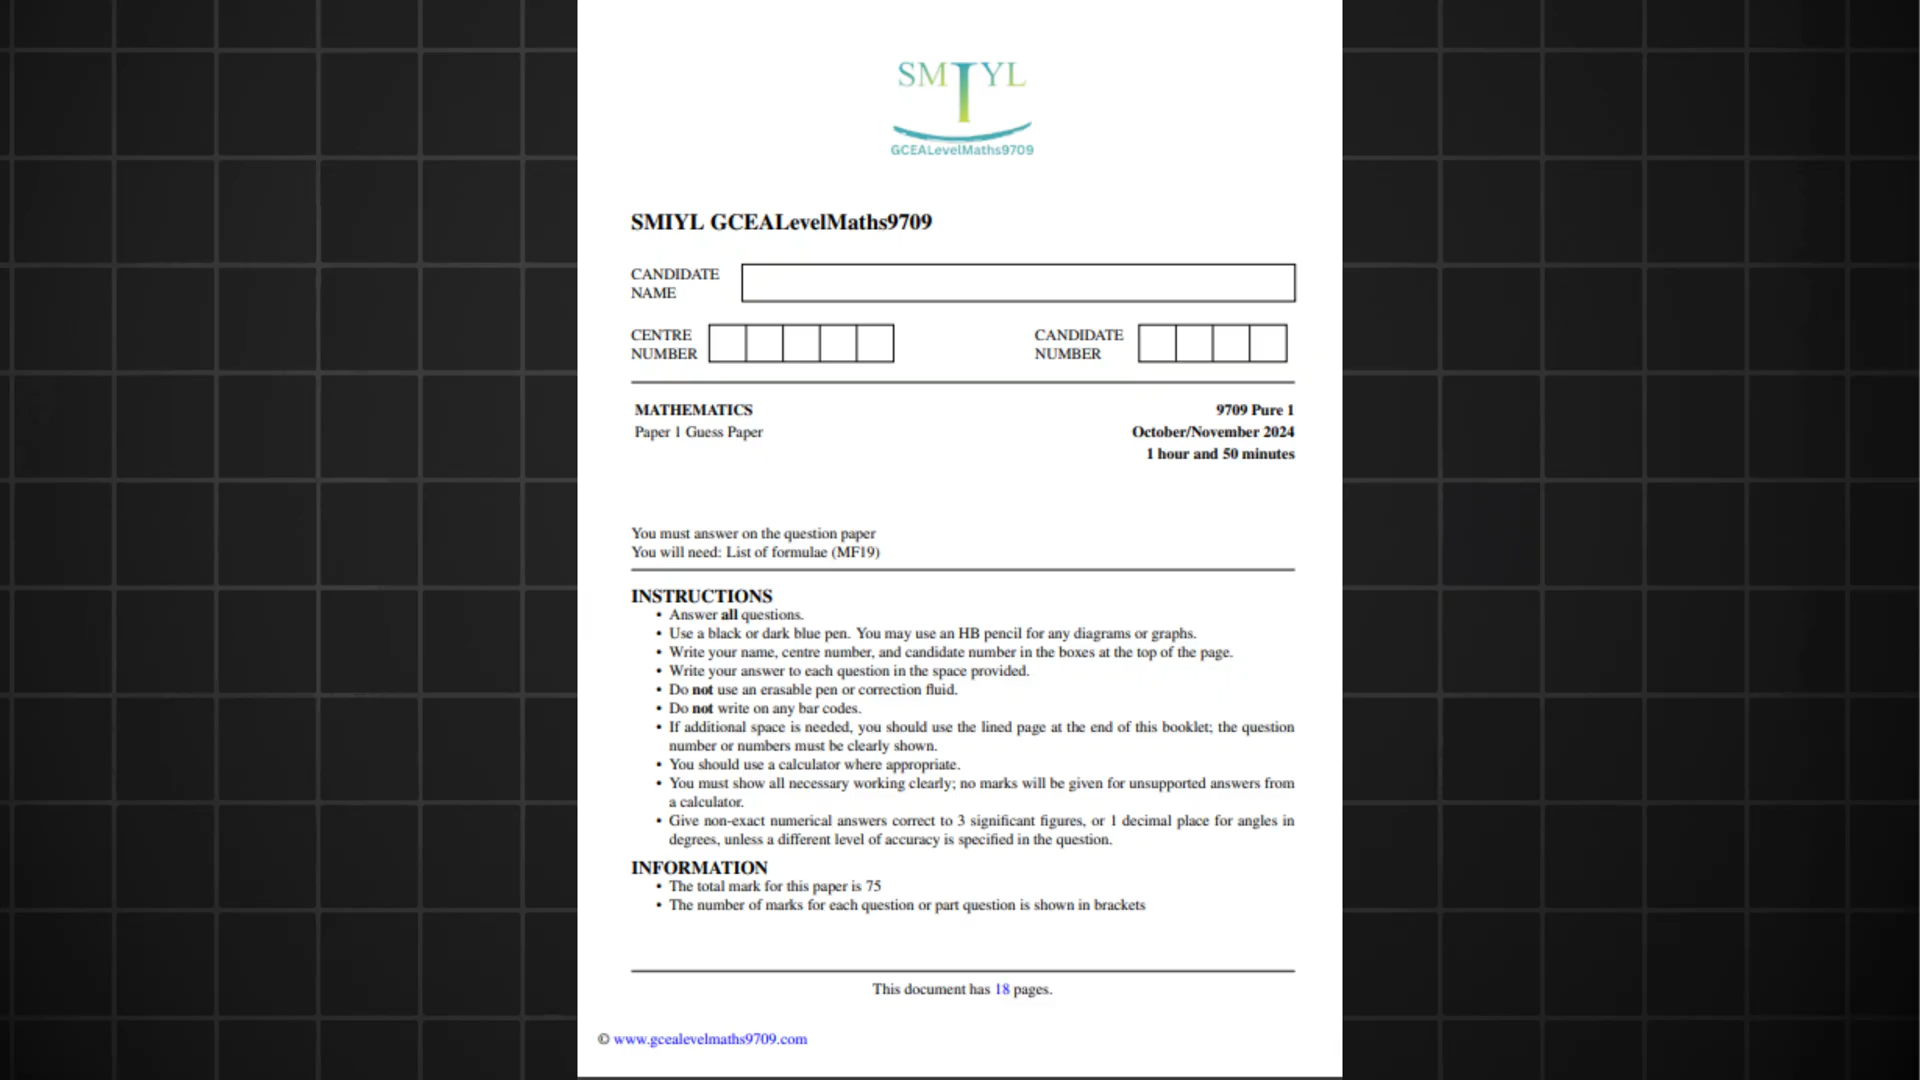 SMIYL
GCEALevelMaths9709
SMIYL GCEALevelMaths9709
CANDIDATE
NAME
CENTRE
NUMBER
CANDIDATE
NUMBER
MATHEMATICS
9709 Pure 1
Paper 1 Guess Paper
October/November 2024
1 hour and 50 minutes
You must answer on the question paper
You will need: List of formulae (MF19)
INSTRUCTIONS
• Answer all questions.
• Use a black or dark blue pen. You may use an HB pencil for any diagrams or graphs.
• Write your name, centre number, and candidate number in the boxes at the top of the page.
• Write your answer to each question in the space provided.
• Do not use an erasable pen or correction fluid.
• Do not write on any bar codes.
• If additional space is needed, you should use the lined page at the end of this booklet; the question
number or numbers must be clearly shown.
• You should use a calculator where appropriate.
• You must show all necessary working clearly; no marks will be given for unsupported answers from
a calculator.
• Give non-exact numerical answers correct to 3 significant figures, or 1 decimal place for angles in
degrees, unless a different level of accuracy is specified in the question.
INFORMATION
• The total mark for this paper is 75
• The number of marks for each question or part question is shown in brackets
This document has 18 pages.
© www.gcealevelmaths9709.com